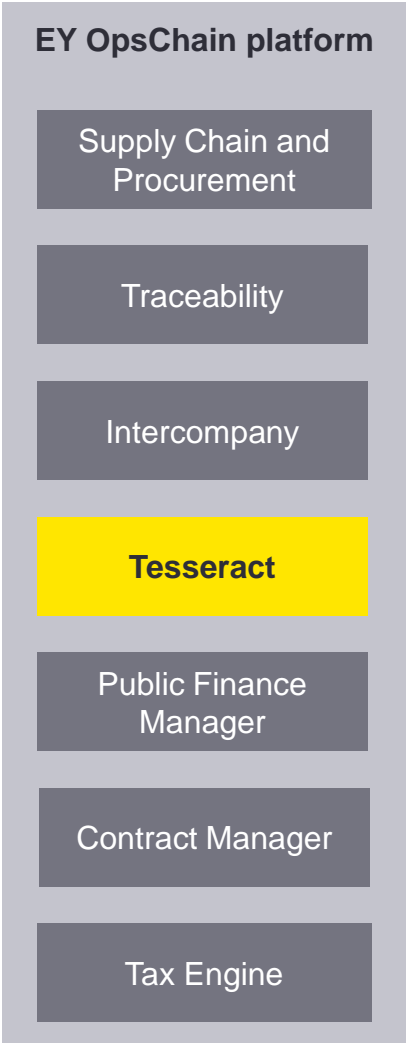 EY OpsChain platform
Supply Chain and
Procurement
Traceability
Intercompany
Tesseract
Public Finance
Manager
Contract Manager
Tax Engine